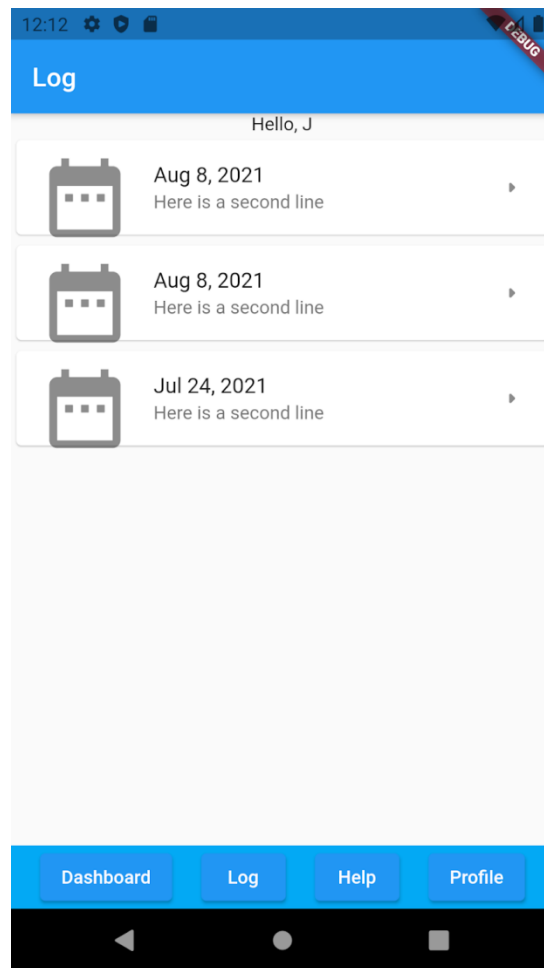 12:12
DEBUG
Log
Hello, J
Aug 8, 2021
Here is a second line
Aug 8, 2021
Here is a second line
Jul 24, 2021
Here is a second line
Dashboard Log Help Profile